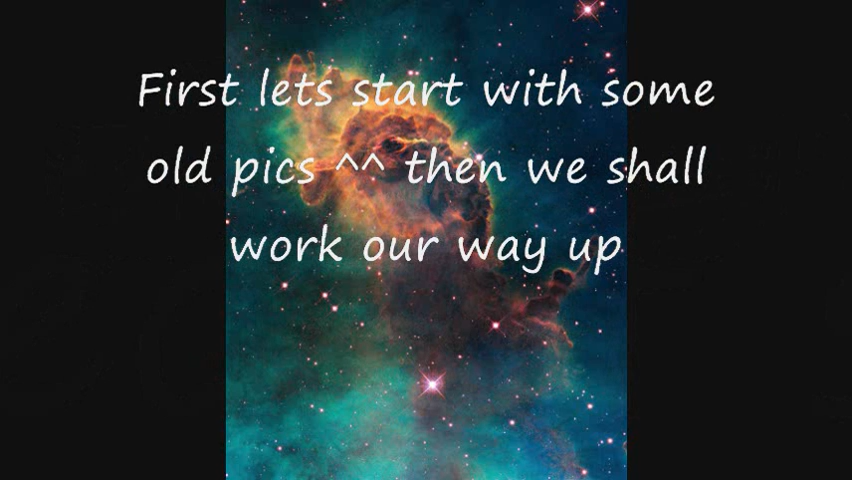 First lets start with some
old pics ^^ then we shall
work our way up